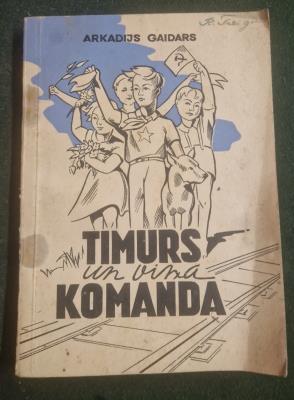 ARKADIJS GAIDARS
TIMURS
un viņa
KOMANDA